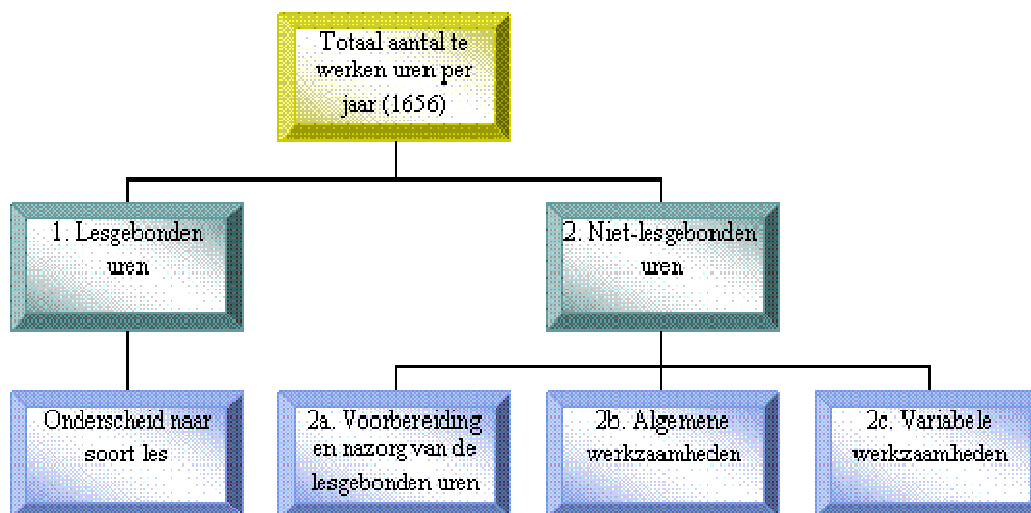 Totaal aantal te
werken uren per
jaar (1656)
1. Lesgebonden
uren
2. Niet-lesgebonden
uren
Onderscheid naar
soort les
2a. Voorbereiding
en nazorg van de
lesgebonden uren
2b. Algemene
werkzaamheden
2c. Variabele
werkzaamheden